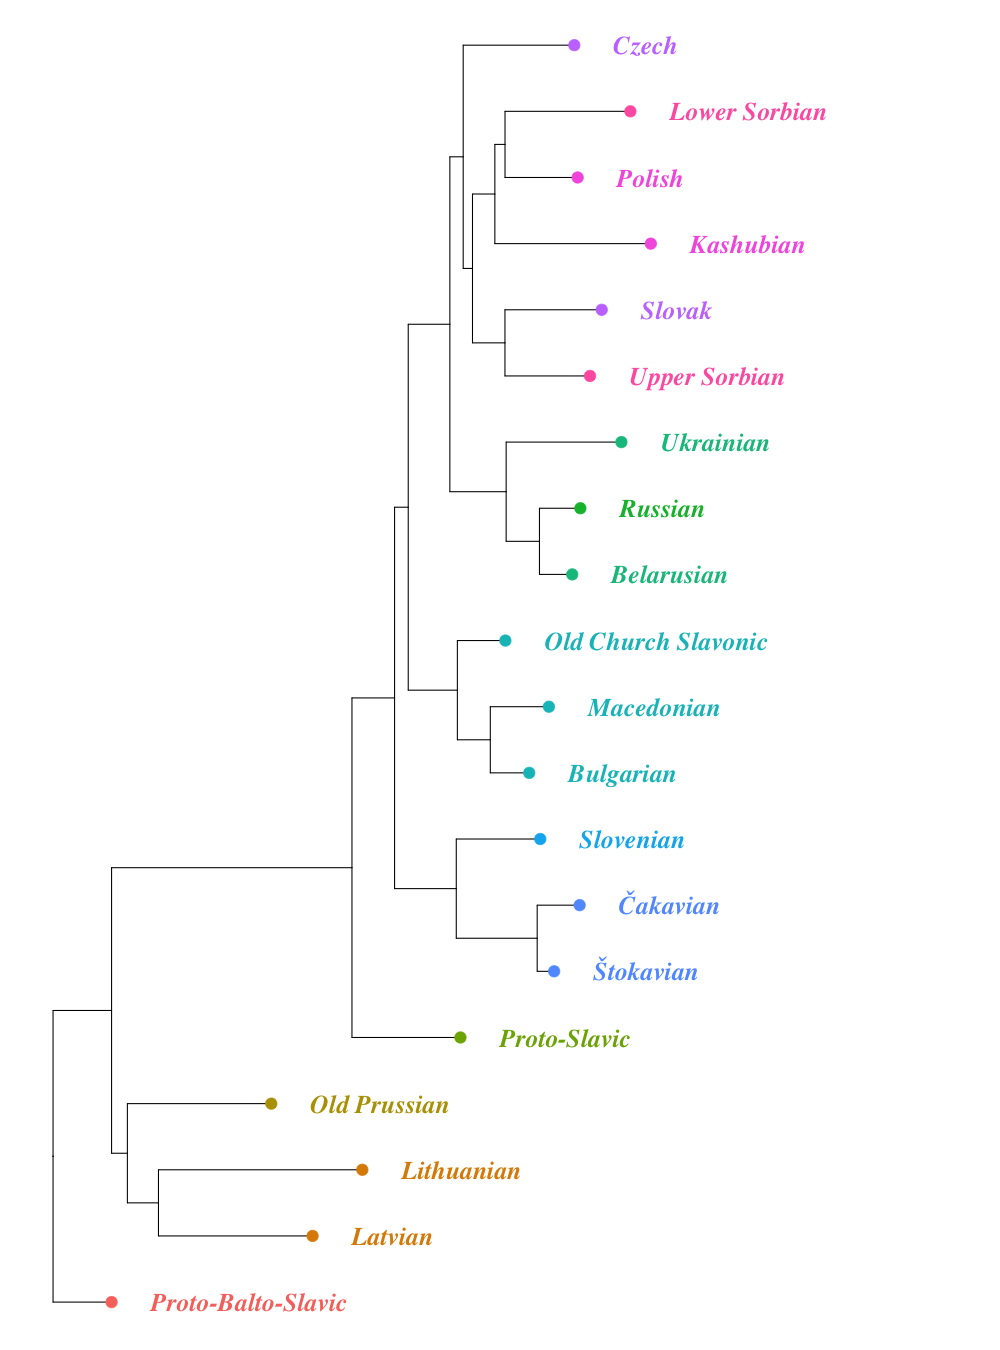 Czech
Lower Sorbian
Polish
Kashubian
Slovak
Upper Sorbian
Ukrainian
Russian
Belarusian
Old Church Slavonic
Macedonian
Bulgarian
Slovenian
Čakavian
Štokavian
Proto-Slavic
Old Prussian
Lithuanian
Latvian
Proto-Balto-Slavic